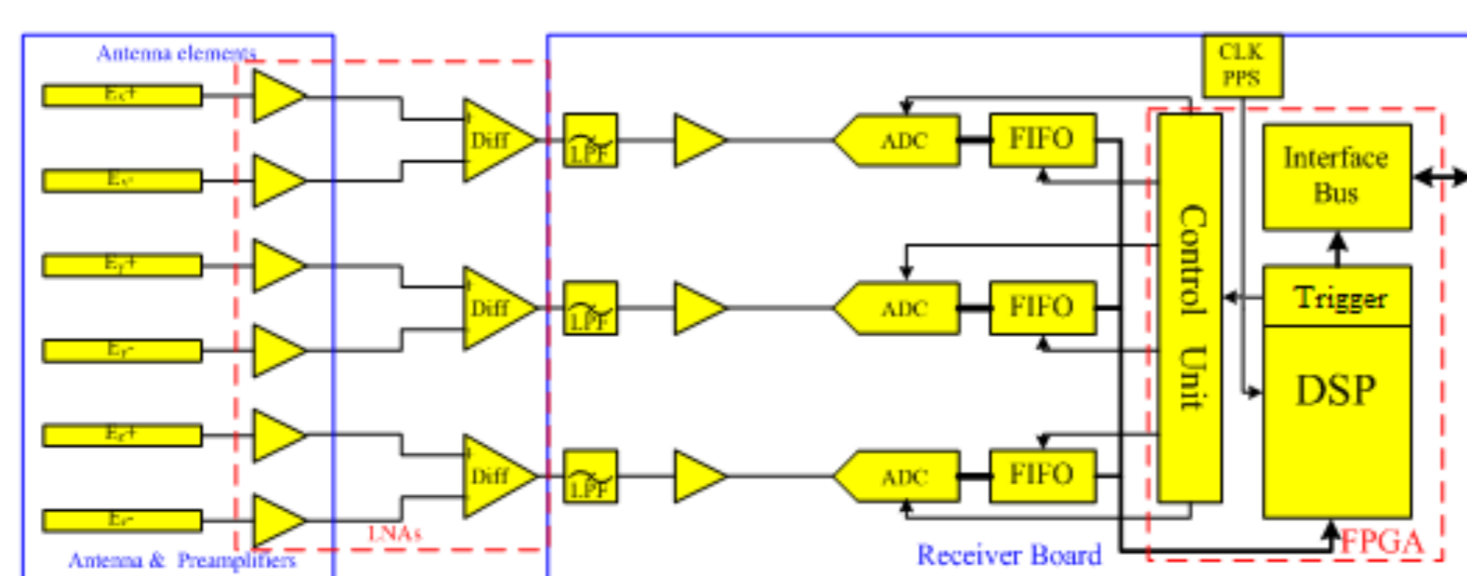 Antenna elements
Diff
LPF
ADC
FIFO
CLK
PPS
Interface
Bus
Diff
LPF
ADC
FIFO
Control Unit
Trigger
DSP
Diff
LPF
ADC
FIFO
LNAs
Antenna & Preamplifiers
Receiver Board
FPGA